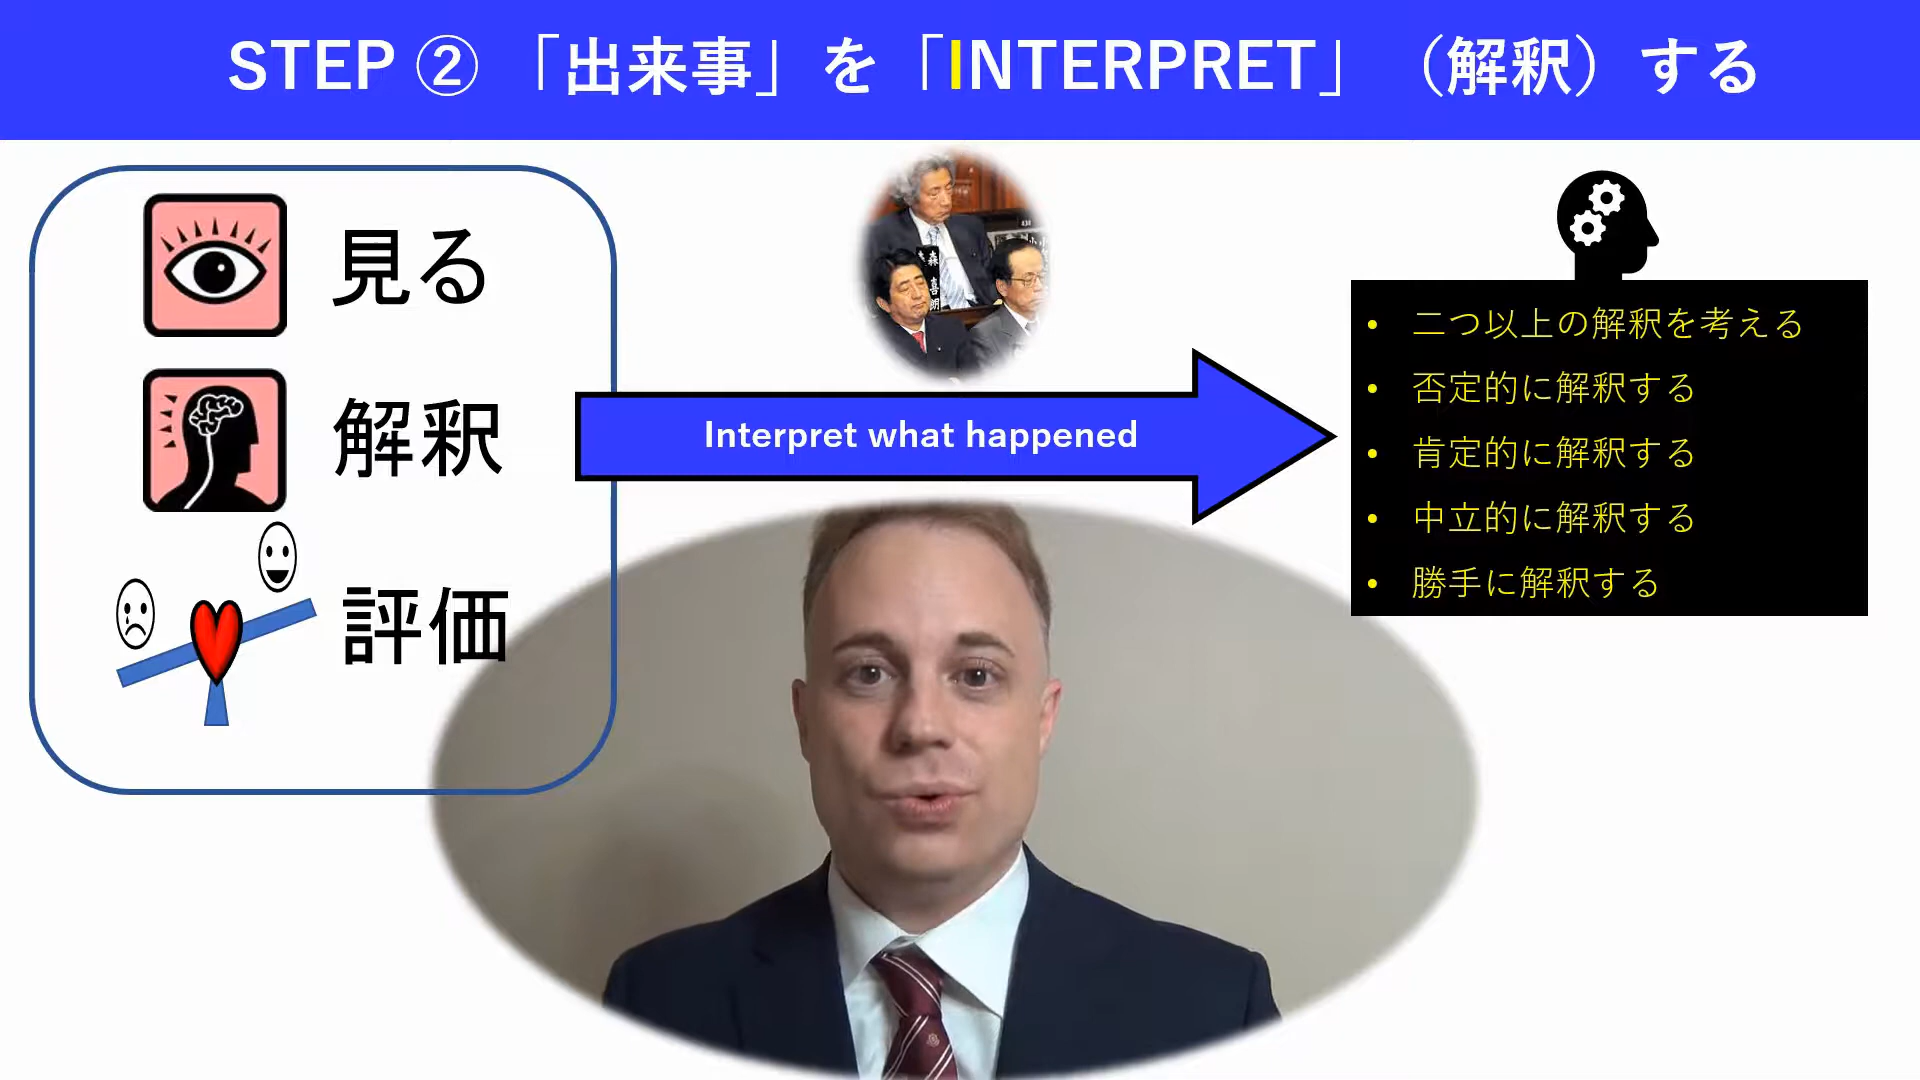 STEP ② 「出来事」を「INTERPRET」（解釈）する
見る
解釈
評価
森喜朗
Interpret what happened
• 二つ以上の解釈を考える
• 否定的に解釈する
• 肯定的に解釈する
• 中立的に解釈する
• 勝手に解釈する